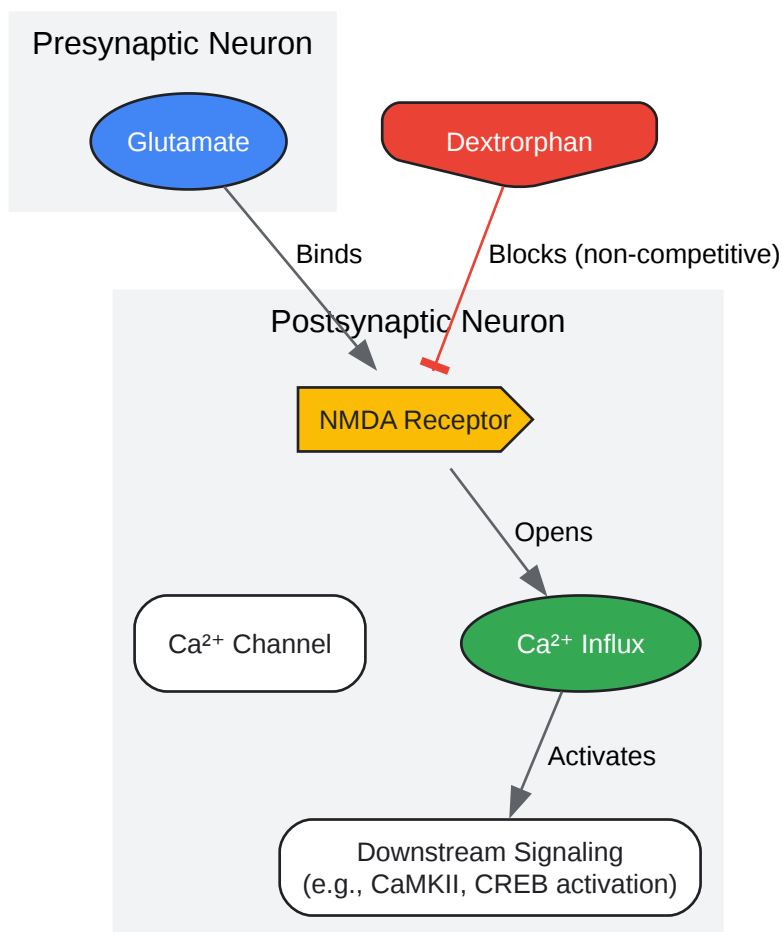 Presynaptic Neuron
Glutamate
Dextrorphan
Binds
Blocks (non-competitive)
Postsynaptic Neuron
NMDA Receptor
Opens
Ca²⁺ Channel
Ca²⁺ Influx
Activates
Downstream Signaling
(e.g., CaMKII, CREB activation)